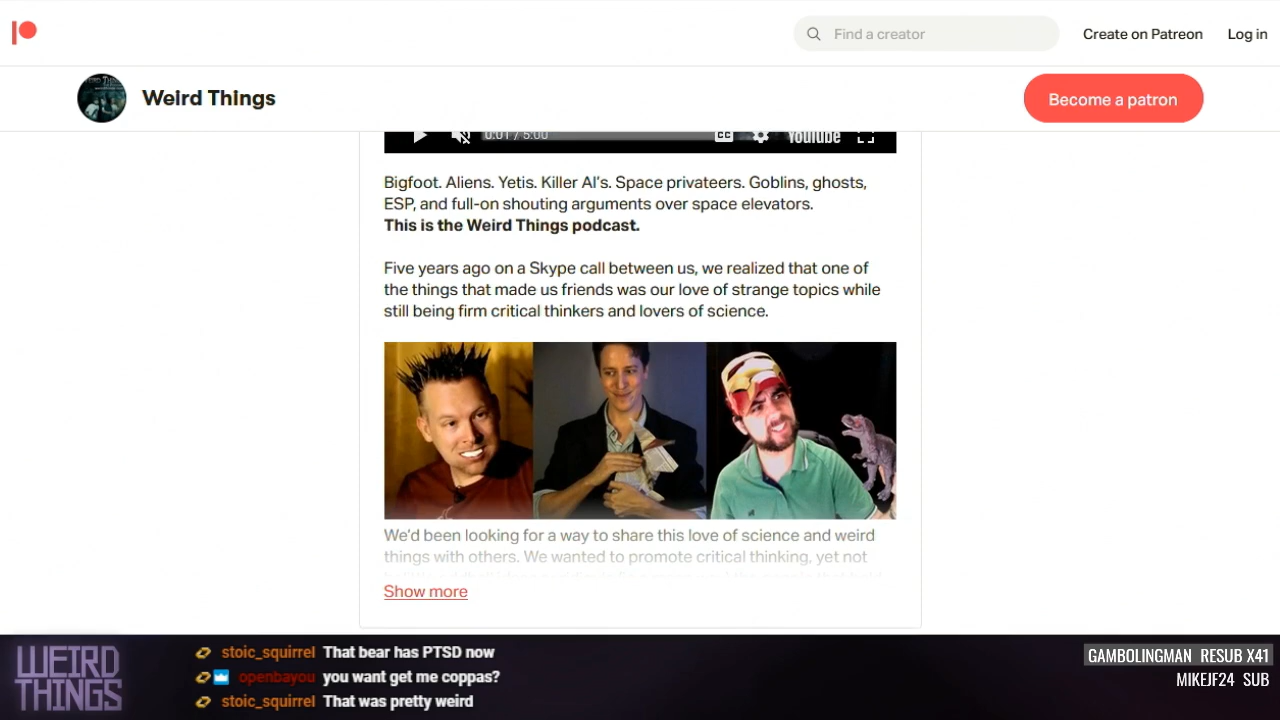 Find a creator
Create on Patreon
Log in
Weird Things
Become a patron
0:01 / 5:00
CC
YouTube
Bigfoot. Aliens. Yetis. Killer AI's. Space privateers. Goblins, ghosts,
ESP, and full-on shouting arguments over space elevators.
This is the Weird Things podcast.
Five years ago on a Skype call between us, we realized that one of
the things that made us friends was our love of strange topics while
still being firm critical thinkers and lovers of science.
We'd been looking for a way to share this love of science and weird
things with others. We wanted to promote critical thinking, yet not
Show more
WEIRD
THINGS
stoic_squirrel That bear has PTSD now
openbayou you want get me coppas?
stoic_squirrel That was pretty weird
GAMBOLINGMAN RESUB X41
MIKEJF24 SUB